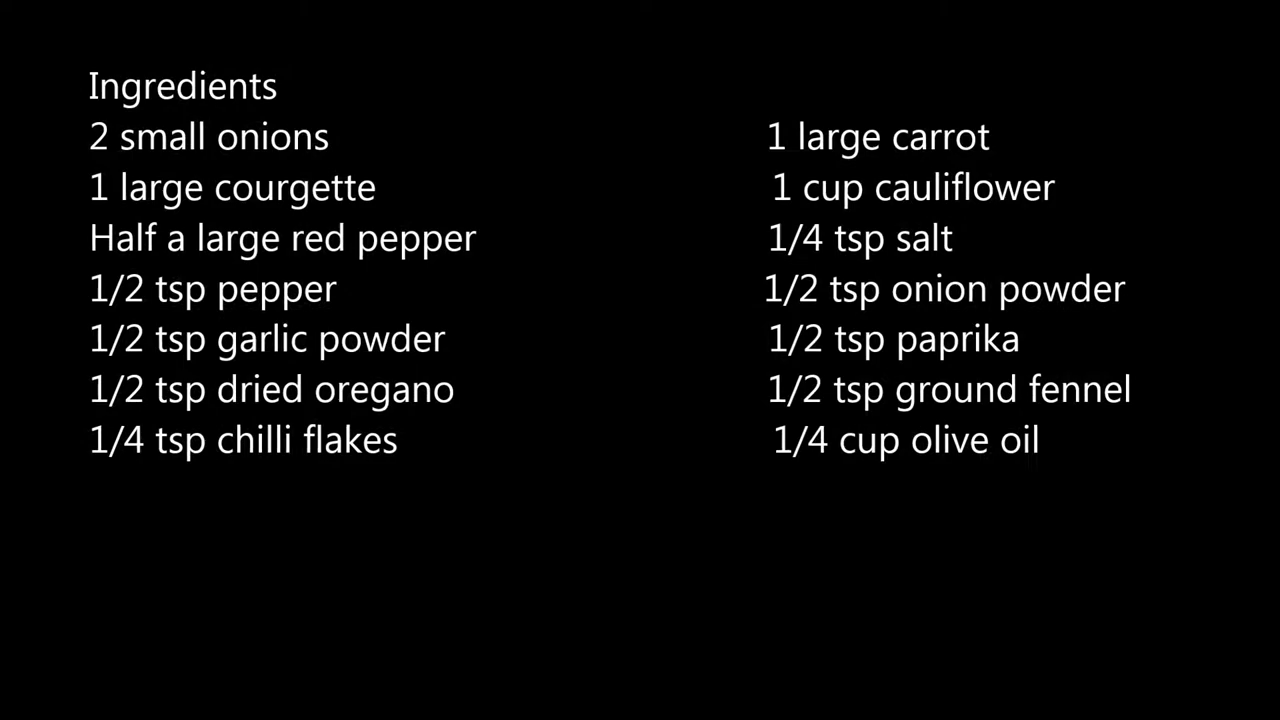 Ingredients
2 small onions
1 large courgette
Half a large red pepper
1/2 tsp pepper
1/2 tsp garlic powder
1/2 tsp dried oregano
1/4 tsp chilli flakes
1 large carrot
1 cup cauliflower
1/4 tsp salt
1/2 tsp onion powder
1/2 tsp paprika
1/2 tsp ground fennel
1/4 cup olive oil